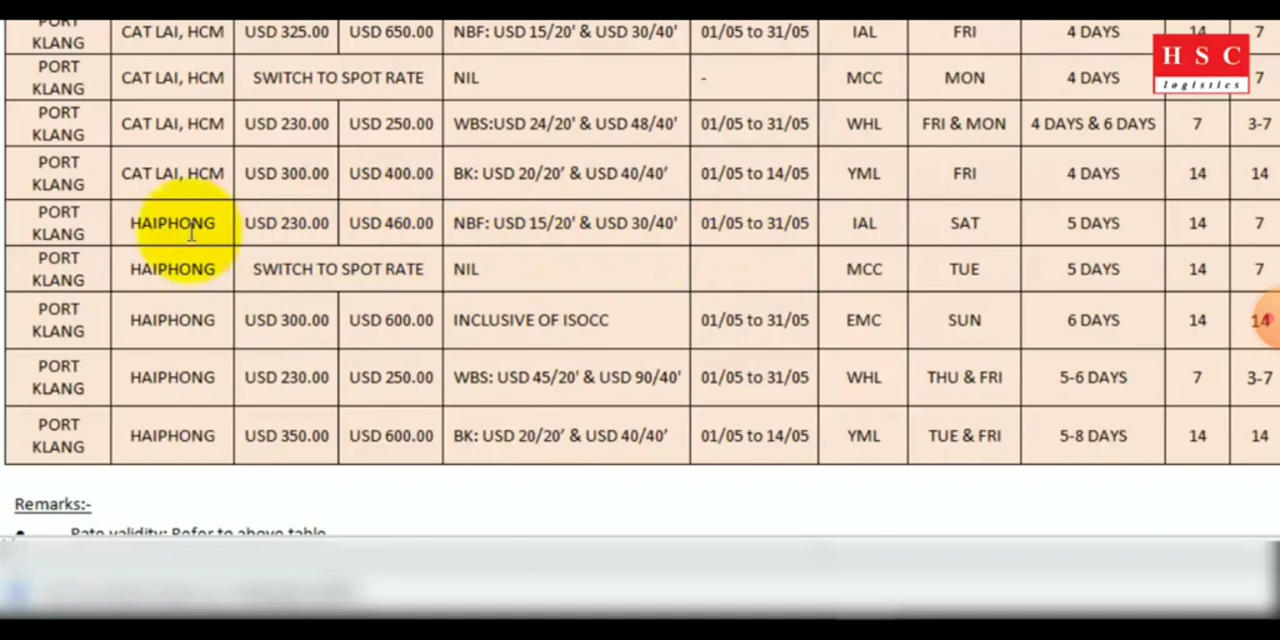 PORT KLANG CAT LAI, HCM USD 325.00 USD 650.00 NBF: USD 15/20' & USD 30/40' 01/05 to 31/05 IAL FRI 4 DAYS 14 7
PORT KLANG CAT LAI, HCM SWITCH TO SPOT RATE NIL - MCC MON 4 DAYS 7
PORT KLANG CAT LAI, HCM USD 230.00 USD 250.00 WBS:USD 24/20' & USD 48/40' 01/05 to 31/05 WHL FRI & MON 4 DAYS & 6 DAYS 7 3-7
PORT KLANG CAT LAI, HCM USD 300.00 USD 400.00 BK: USD 20/20' & USD 40/40' 01/05 to 14/05 YML FRI 4 DAYS 14 14
PORT KLANG HAIPHONG USD 230.00 USD 460.00 NBF: USD 15/20' & USD 30/40' 01/05 to 31/05 IAL SAT 5 DAYS 14 7
PORT KLANG HAIPHONG SWITCH TO SPOT RATE NIL MCC TUE 5 DAYS 14 7
PORT KLANG HAIPHONG USD 300.00 USD 600.00 INCLUSIVE OF ISOCC 01/05 to 31/05 EMC SUN 6 DAYS 14 14
PORT KLANG HAIPHONG USD 230.00 USD 250.00 WBS: USD 45/20' & USD 90/40' 01/05 to 31/05 WHL THU & FRI 5-6 DAYS 7 3-7
PORT KLANG HAIPHONG USD 350.00 USD 600.00 BK: USD 20/20' & USD 40/40' 01/05 to 14/05 YML TUE & FRI 5-8 DAYS 14 14
Remarks:-
Rate validity: Refer to above table
HSC
logistics